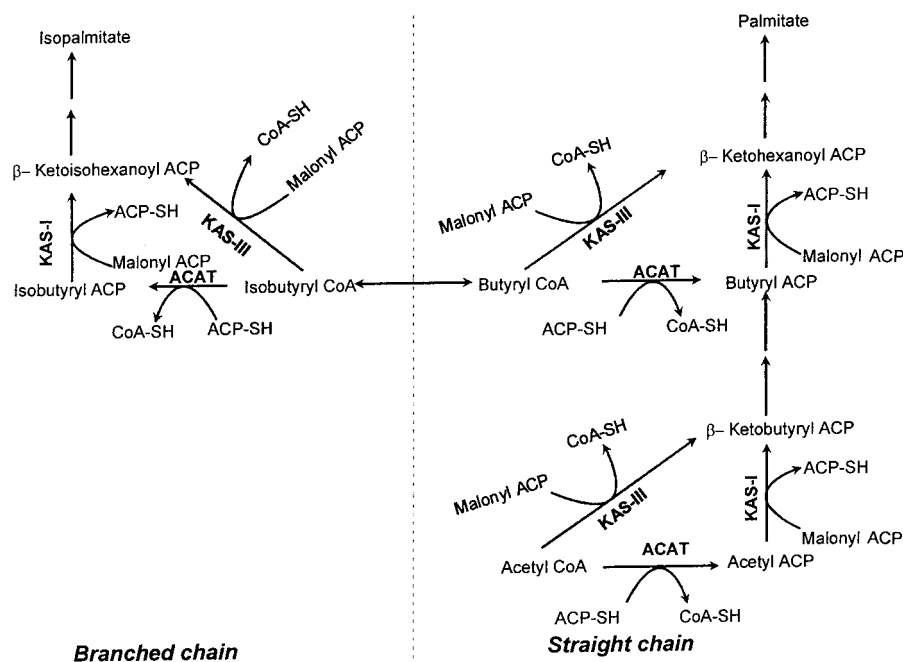 Isopalmitate
β– Ketoisohexanoyl ACP
CoA-SH
Malonyl ACP
KAS-I
ACP-SH
Malonyl ACP
KAS-III
Isobutyryl ACP
ACAT
Isobutyryl CoA
CoA-SH
ACP-SH
Branched chain
Palmitate
CoA-SH
β– Ketohexanoyl ACP
Malonyl ACP
KAS-III
KAS-I
ACP-SH
Malonyl ACP
Butyryl CoA
ACAT
Butyryl ACP
ACP-SH
CoA-SH
CoA-SH
β– Ketobutyryl ACP
Malonyl ACP
KAS-III
KAS-I
ACP-SH
Malonyl ACP
Acetyl CoA
ACAT
Acetyl ACP
ACP-SH
CoA-SH
Straight chain